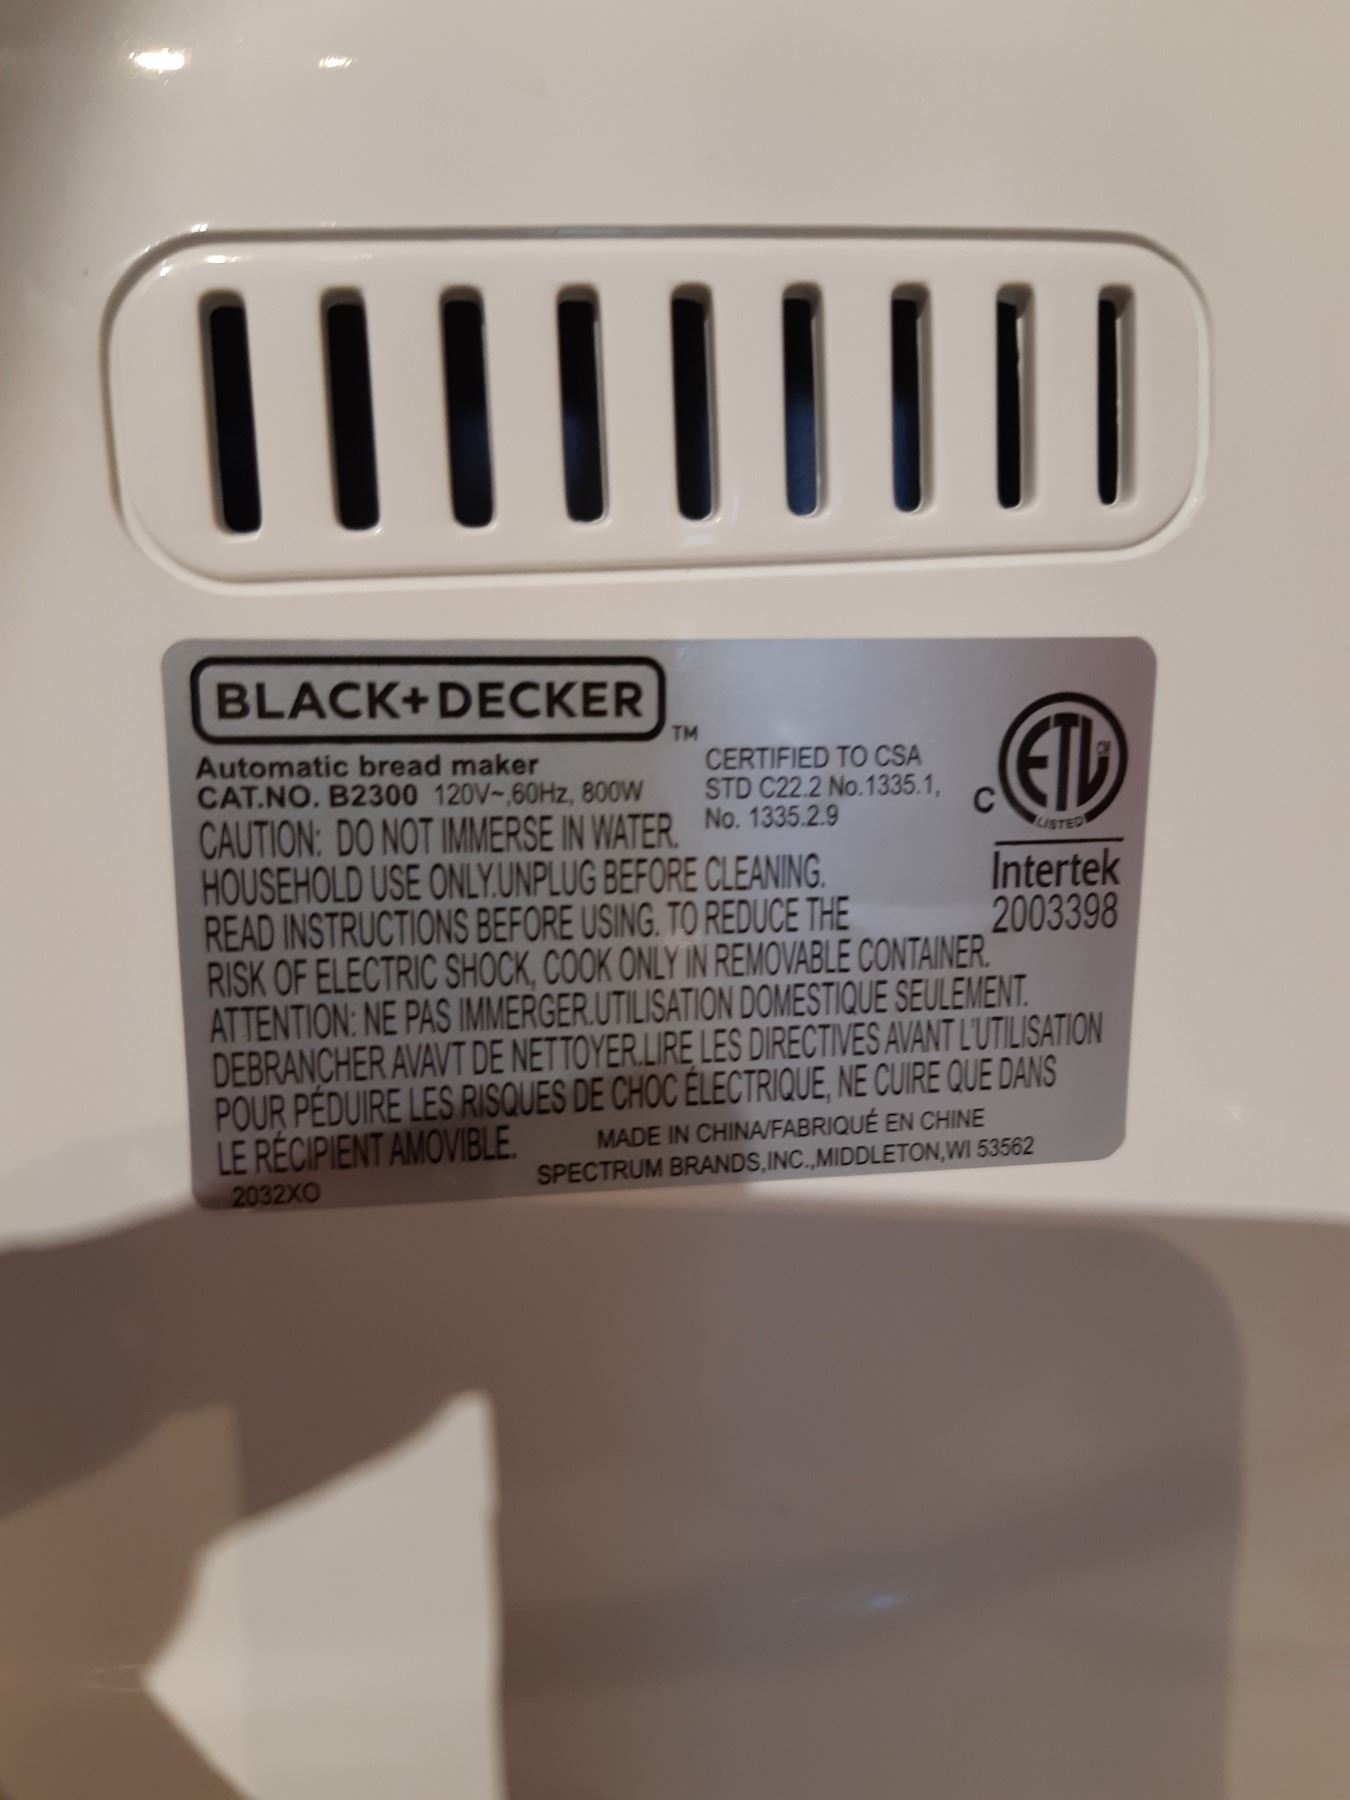 BLACK+DECKER
TM
Automatic bread maker
CAT.NO. B2300 120V~,60Hz, 800W
CERTIFIED TO CSA
STD C22.2 No.1335.1,
No. 1335.2.9
C ETL CM
LISTED
Intertek
2003398
CAUTION: DO NOT IMMERSE IN WATER.
HOUSEHOLD USE ONLY.UNPLUG BEFORE CLEANING.
READ INSTRUCTIONS BEFORE USING. TO REDUCE THE
RISK OF ELECTRIC SHOCK, COOK ONLY IN REMOVABLE CONTAINER.
ATTENTION: NE PAS IMMERGER.UTILISATION DOMESTIQUE SEULEMENT.
DEBRANCHER AVAVT DE NETTOYER.LIRE LES DIRECTIVES AVANT L'UTILISATION
POUR PÉDUIRE LES RISQUES DE CHOC ÉLECTRIQUE, NE CUIRE QUE DANS
LE RÉCIPIENT AMOVIBLE.
MADE IN CHINA/FABRIQUÉ EN CHINE
SPECTRUM BRANDS,INC.,MIDDLETON,WI 53562
2032XO